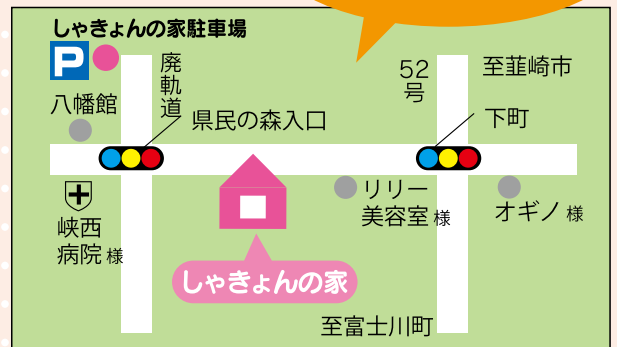 しゃきょんの家駐車場
P
八幡館
廃軌道
県民の森入口
52号
至韮崎市
下町
峡西
病院 様
リリー
美容室 様
オギノ 様
しゃきょんの家
至富士川町